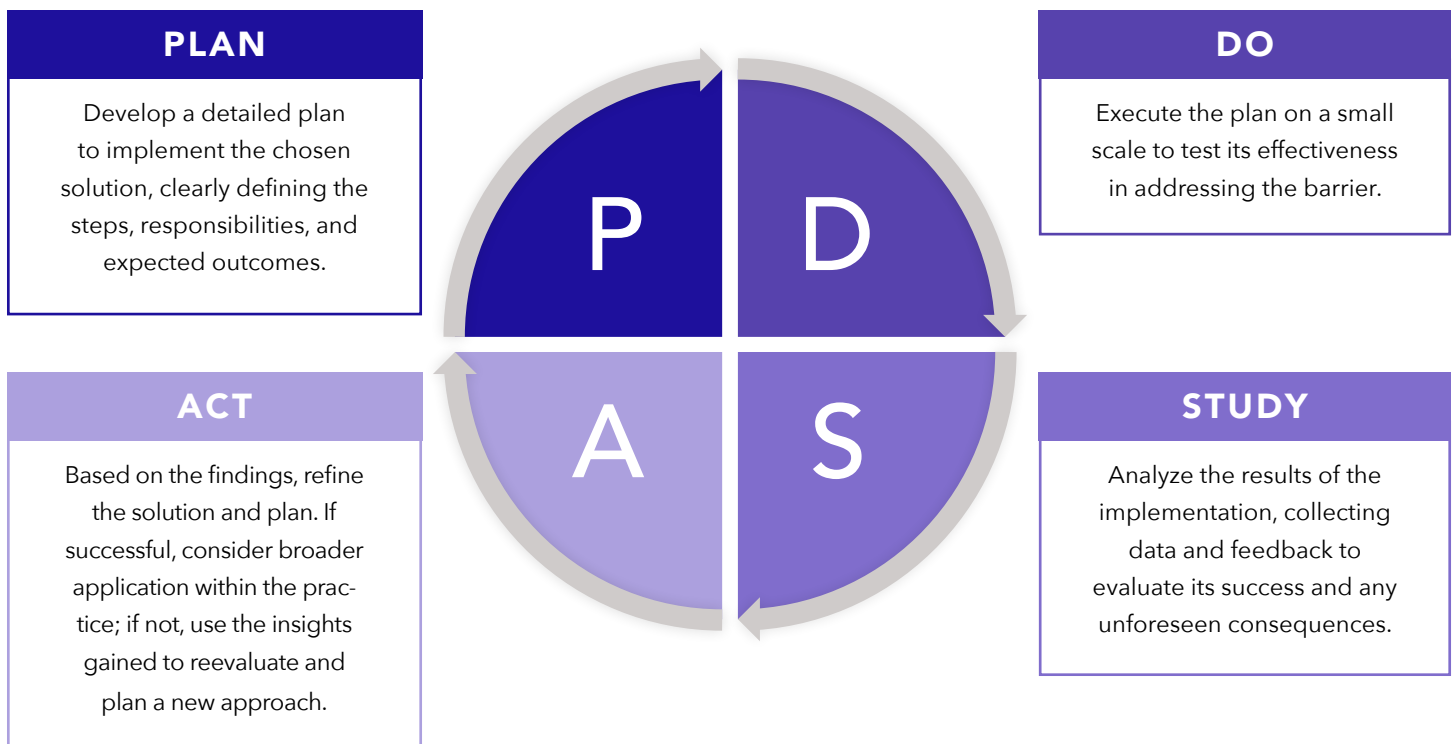 PLAN
Develop a detailed plan
to implement the chosen
solution, clearly defining the
steps, responsibilities, and
expected outcomes.
P
D
DO
Execute the plan on a small
scale to test its effectiveness
in addressing the barrier.
ACT
Based on the findings, refine
the solution and plan. If
successful, consider broader
application within the prac-
tice; if not, use the insights
gained to reevaluate and
plan a new approach.
A
S
STUDY
Analyze the results of the
implementation, collecting
data and feedback to
evaluate its success and any
unforeseen consequences.